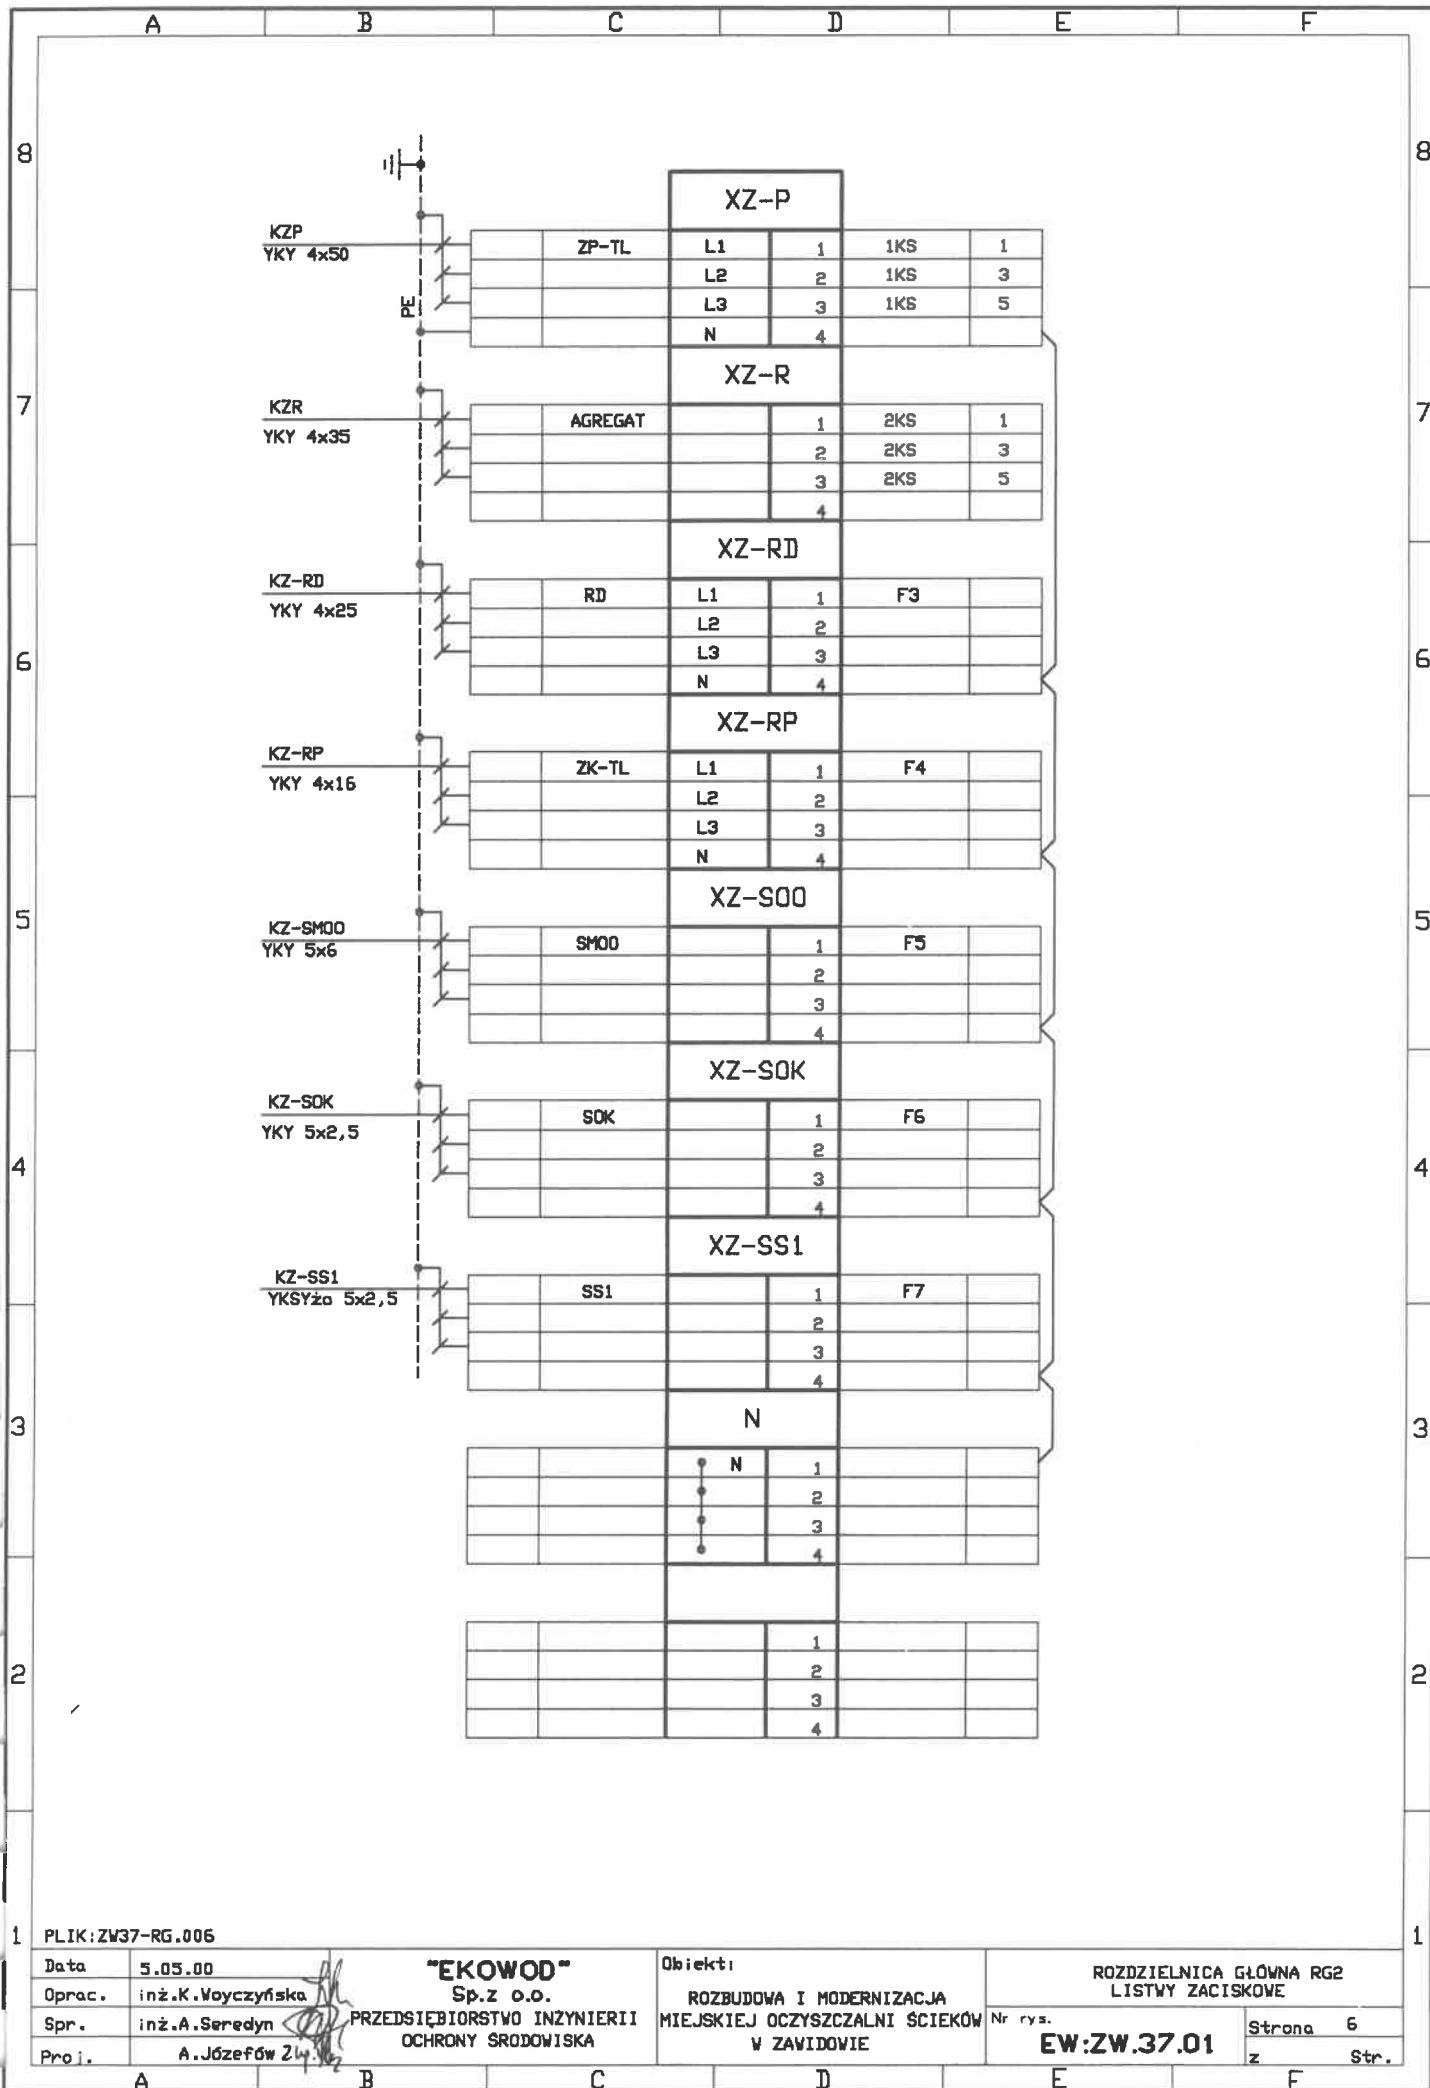 A B C D E F
8 8
XZ-P
KZP
YKY 4x50
ZP-TL L1 1 1KS 1
L2 2 1KS 3
L3 3 1KS 5
N 4
PE
XZ-R
7 7
KZR
YKY 4x35
AGREGAT 1 2KS 1
2 2KS 3
3 2KS 5
4
XZ-RD
KZ-RD
YKY 4x25
RD L1 1 F3
L2 2
L3 3
N 4
6 6
XZ-RP
KZ-RP
YKY 4x16
ZK-TL L1 1 F4
L2 2
L3 3
N 4
XZ-SOO
5 5
KZ-SMOO
YKY 5x6
SMOO 1 F5
2
3
4
XZ-SOK
KZ-SOK
YKY 5x2,5
SOK 1 F6
2
3
4
4 4
XZ-SS1
KZ-SS1
YKSYżo 5x2,5
SS1 1 F7
2
3
4
3 3
N
N 1
2
3
4
1
2
3
4
2 2
1 1
PLIK:ZW37-RG.006
Data 5.05.00
Oprac. inż.K.Woyczyńska
Spr. inż.A.Seredyn
Proj. A.Józefów
"EKOWOD"
Sp.z o.o.
PRZEDSIĘBIORSTWO INŻYNIERII
OCHRONY ŚRODOWISKA
Obiekt:
ROZBUDOWA I MODERNIZACJA
MIEJSKIEJ OCZYSZCZALNI ŚCIEKÓW
W ZAWIDOWIE
ROZDZIELNICA GŁÓWNA RG2
LISTWY ZACISKOWE
Nr rys.
EW:ZW.37.01
Strona 6
z Str.
A B C D E F